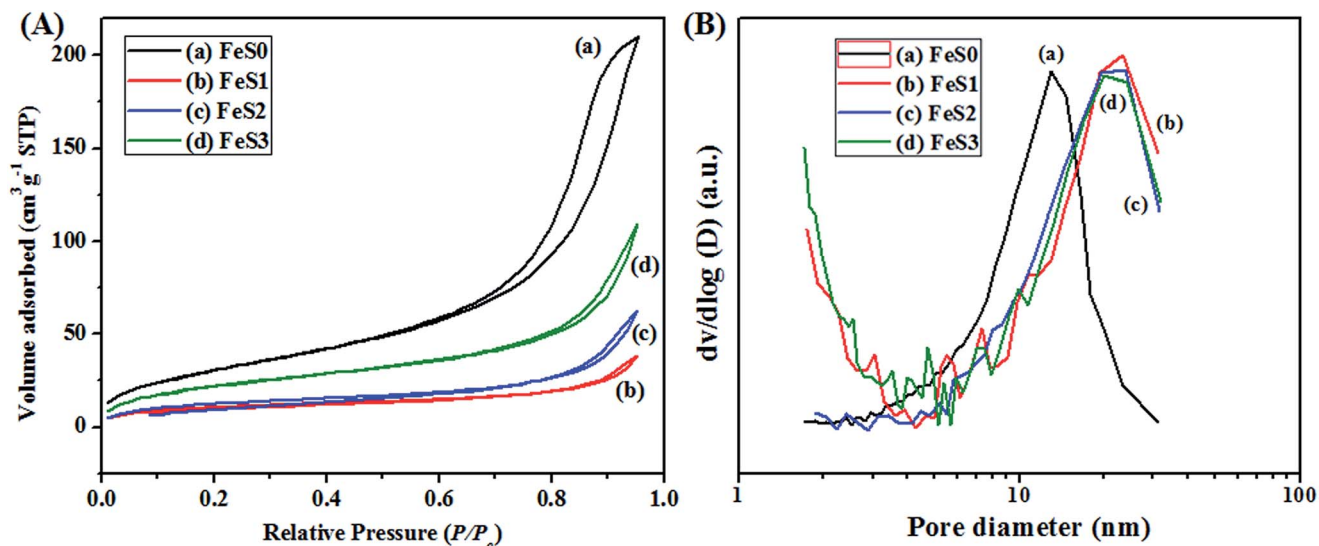 (A)
(a) FeS0
(b) FeS1
(c) FeS2
(d) FeS3
(a)
(d)
(c)
(b)
Volume adsorbed (cm³ g⁻¹ STP)
200
150
100
50
0
0.0 0.2 0.4 0.6 0.8 1.0
Relative Pressure (P/P₀)
(B)
(a) FeS0
(b) FeS1
(c) FeS2
(d) FeS3
(a)
(d)
(b)
(c)
dv/dlog (D) (a.u.)
1 10 100
Pore diameter (nm)